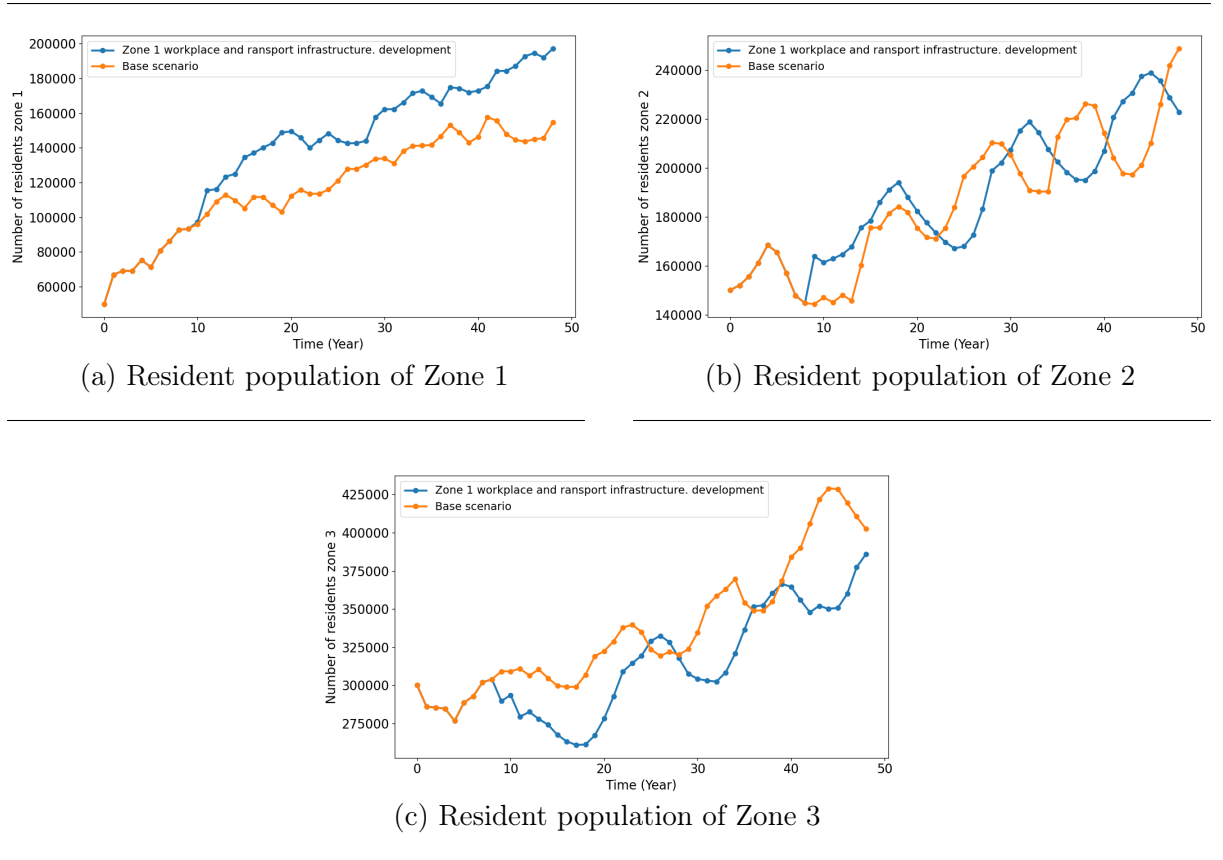 Number of residents zone 1
200000
180000
160000
140000
120000
100000
80000
60000
Zone 1 workplace and ransport infrastructure. development
Base scenario
0 10 20 30 40 50
Time (Year)
(a) Resident population of Zone 1
Number of residents zone 2
240000
220000
200000
180000
160000
140000
Zone 1 workplace and ransport infrastructure. development
Base scenario
0 10 20 30 40 50
Time (Year)
(b) Resident population of Zone 2
Number of residents zone 3
425000
400000
375000
350000
325000
300000
275000
Zone 1 workplace and ransport infrastructure. development
Base scenario
0 10 20 30 40 50
Time (Year)
(c) Resident population of Zone 3